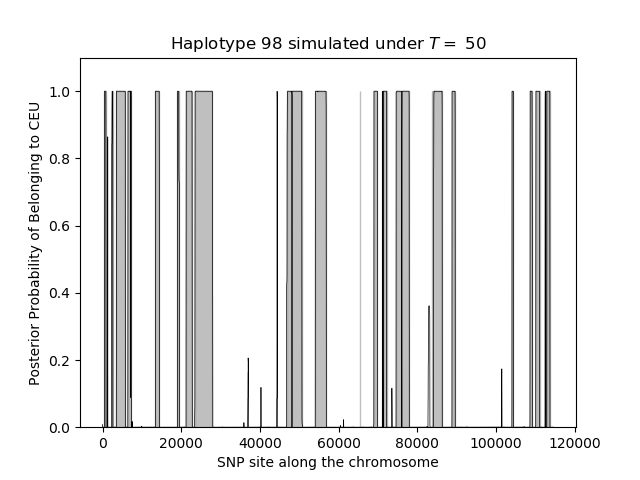 Haplotype 98 simulated under T = 50
Posterior Probability of Belonging to CEU
1.0
0.8
0.6
0.4
0.2
0.0
0 20000 40000 60000 80000 100000 120000
SNP site along the chromosome